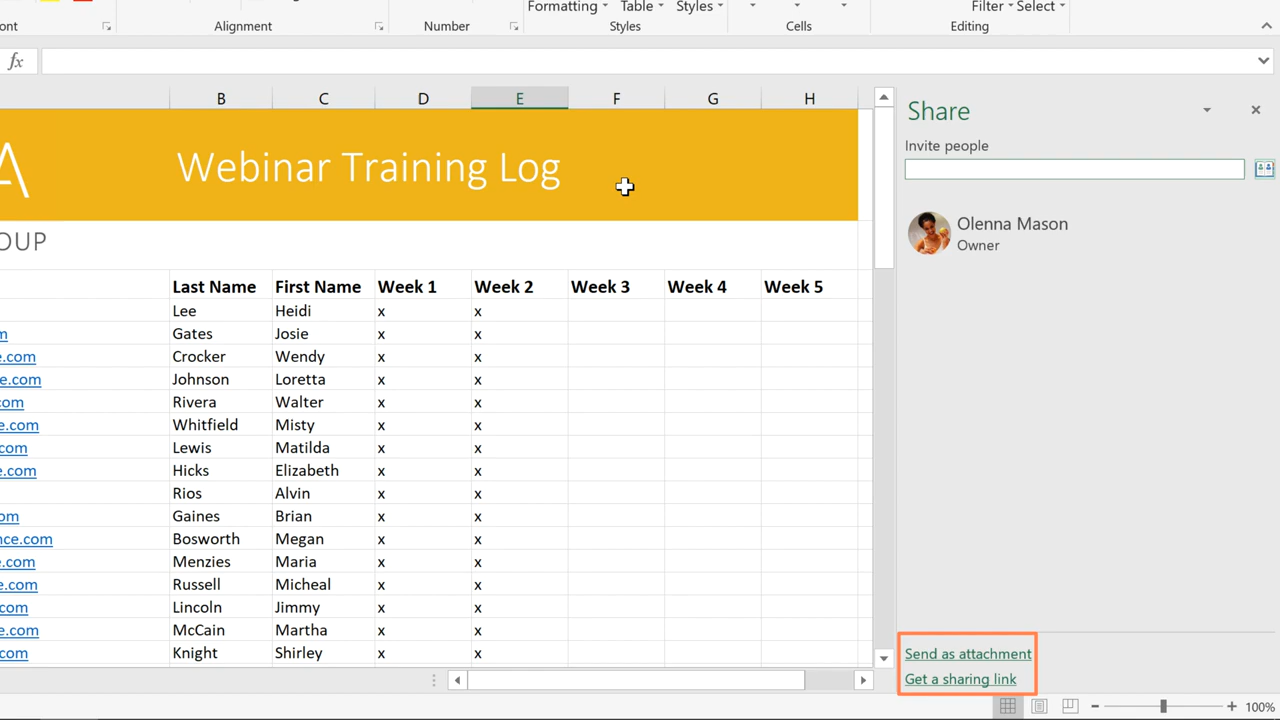 Formatting Table Styles Filter Select
ont Alignment Number Styles Cells Editing
fx
B C D E F G H
A Webinar Training Log
OUP
Last Name First Name Week 1 Week 2 Week 3 Week 4 Week 5
Lee Heidi x x
m Gates Josie x x
e.com Crocker Wendy x x
e.com Johnson Loretta x x
com Rivera Walter x x
e.com Whitfield Misty x x
com Lewis Matilda x x
e.com Hicks Elizabeth x x
Rios Alvin x x
om Gaines Brian x x
nce.com Bosworth Megan x x
e.com Menzies Maria x x
e.com Russell Micheal x x
com Lincoln Jimmy x x
e.com McCain Martha x x
com Knight Shirley x x
Share
Invite people
Olenna Mason
Owner
Send as attachment
Get a sharing link
100%